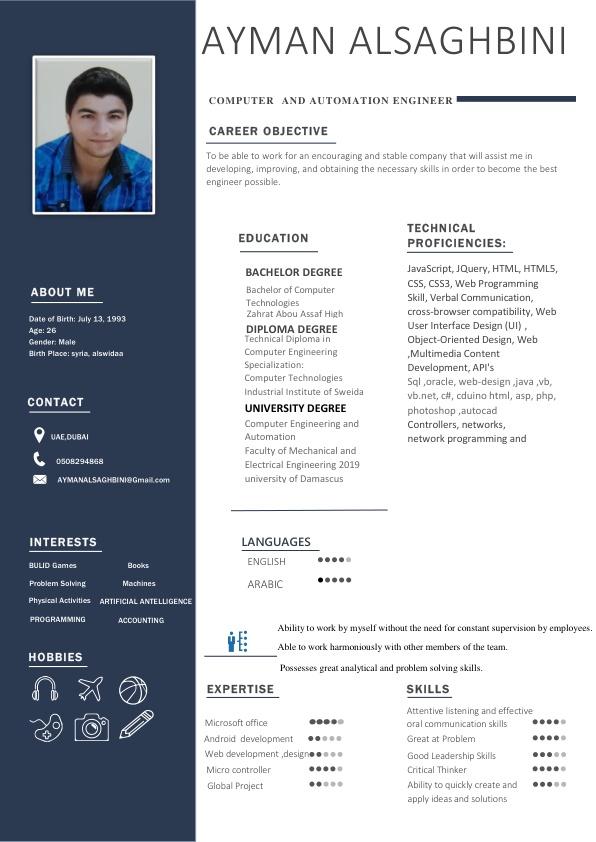 AYMAN ALSAGHBINI
COMPUTER AND AUTOMATION ENGINEER
CAREER OBJECTIVE
To be able to work for an encouraging and stable company that will assist me in
developing, improving, and obtaining the necessary skills in order to become the best
engineer possible.
ABOUT ME
Date of Birth: July 13, 1993
Age: 26
Gender: Male
Birth Place: syria, alswidaa
CONTACT
UAE,DUBAI
0508294868
AYMANALSAGHBINI@Gmail.com
INTERESTS
BULID Games
Books
Problem Solving
Machines
Physical Activities
ARTIFICIAL ANTELLIGENCE
PROGRAMMING
ACCOUNTING
HOBBIES
EDUCATION
BACHELOR DEGREE
Bachelor of Computer
Technologies
Zahrat Abou Assaf High
DIPLOMA DEGREE
Technical Diploma in
Computer Engineering
Specialization:
Computer Technologies
Industrial Institute of Sweida
UNIVERSITY DEGREE
Computer Engineering and
Automation
Faculty of Mechanical and
Electrical Engineering 2019
university of Damascus
TECHNICAL
PROFICIENCIES:
JavaScript, JQuery, HTML, HTML5,
CSS, CSS3, Web Programming
Skill, Verbal Communication,
cross-browser compatibility, Web
User Interface Design (UI) ,
Object-Oriented Design, Web
,Multimedia Content
Development, API's
Sql ,oracle, web-design ,java ,vb,
vb.net, c#, cduino html, asp, php,
photoshop ,autocad
Controllers, networks,
network programming and
LANGUAGES
ENGLISH
ARABIC
Ability to work by myself without the need for constant supervision by employees.
Able to work harmoniously with other members of the team.
Possesses great analytical and problem solving skills.
EXPERTISE
Microsoft office
Android development
Web development ,design
Micro controller
Global Project
SKILLS
Attentive listening and effective
oral communication skills
Great at Problem
Good Leadership Skills
Critical Thinker
Ability to quickly create and
apply ideas and solutions